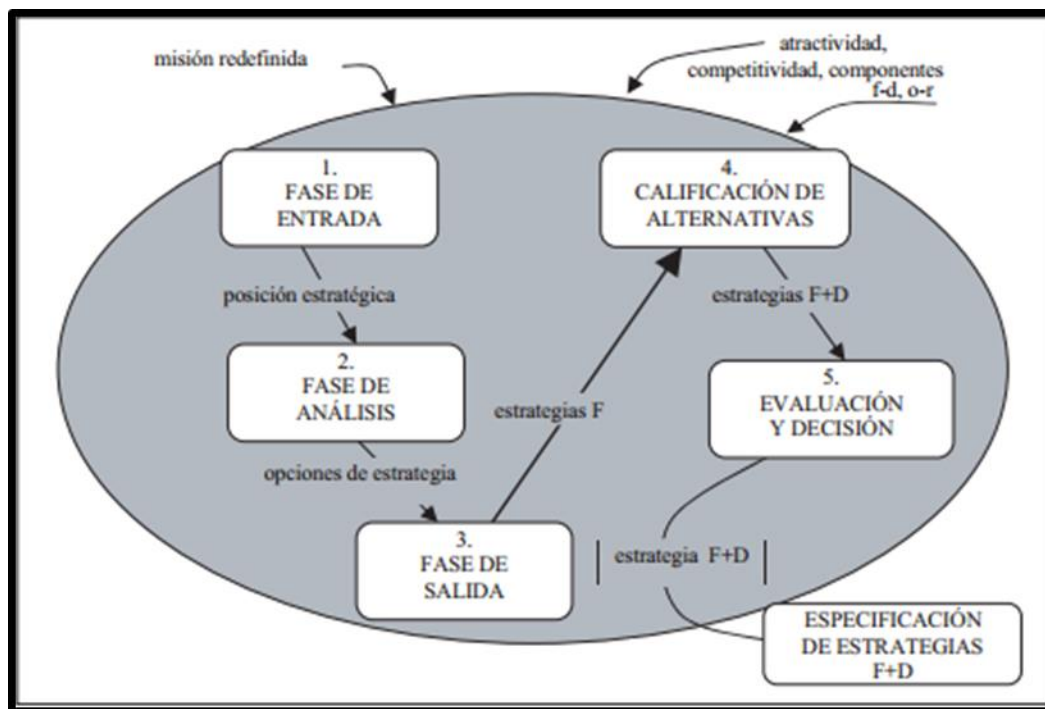 misión redefinida
atractividad,
competitividad, componentes
f-d, o-r
1.
FASE DE
ENTRADA
posición estratégica
2.
FASE DE
ANÁLISIS
opciones de estrategia
3.
FASE DE
SALIDA
estrategias F
4.
CALIFICACIÓN DE
ALTERNATIVAS
estrategias F+D
5.
EVALUACIÓN
Y DECISIÓN
estrategia F+D
ESPECIFICACIÓN
DE ESTRATEGIAS
F+D